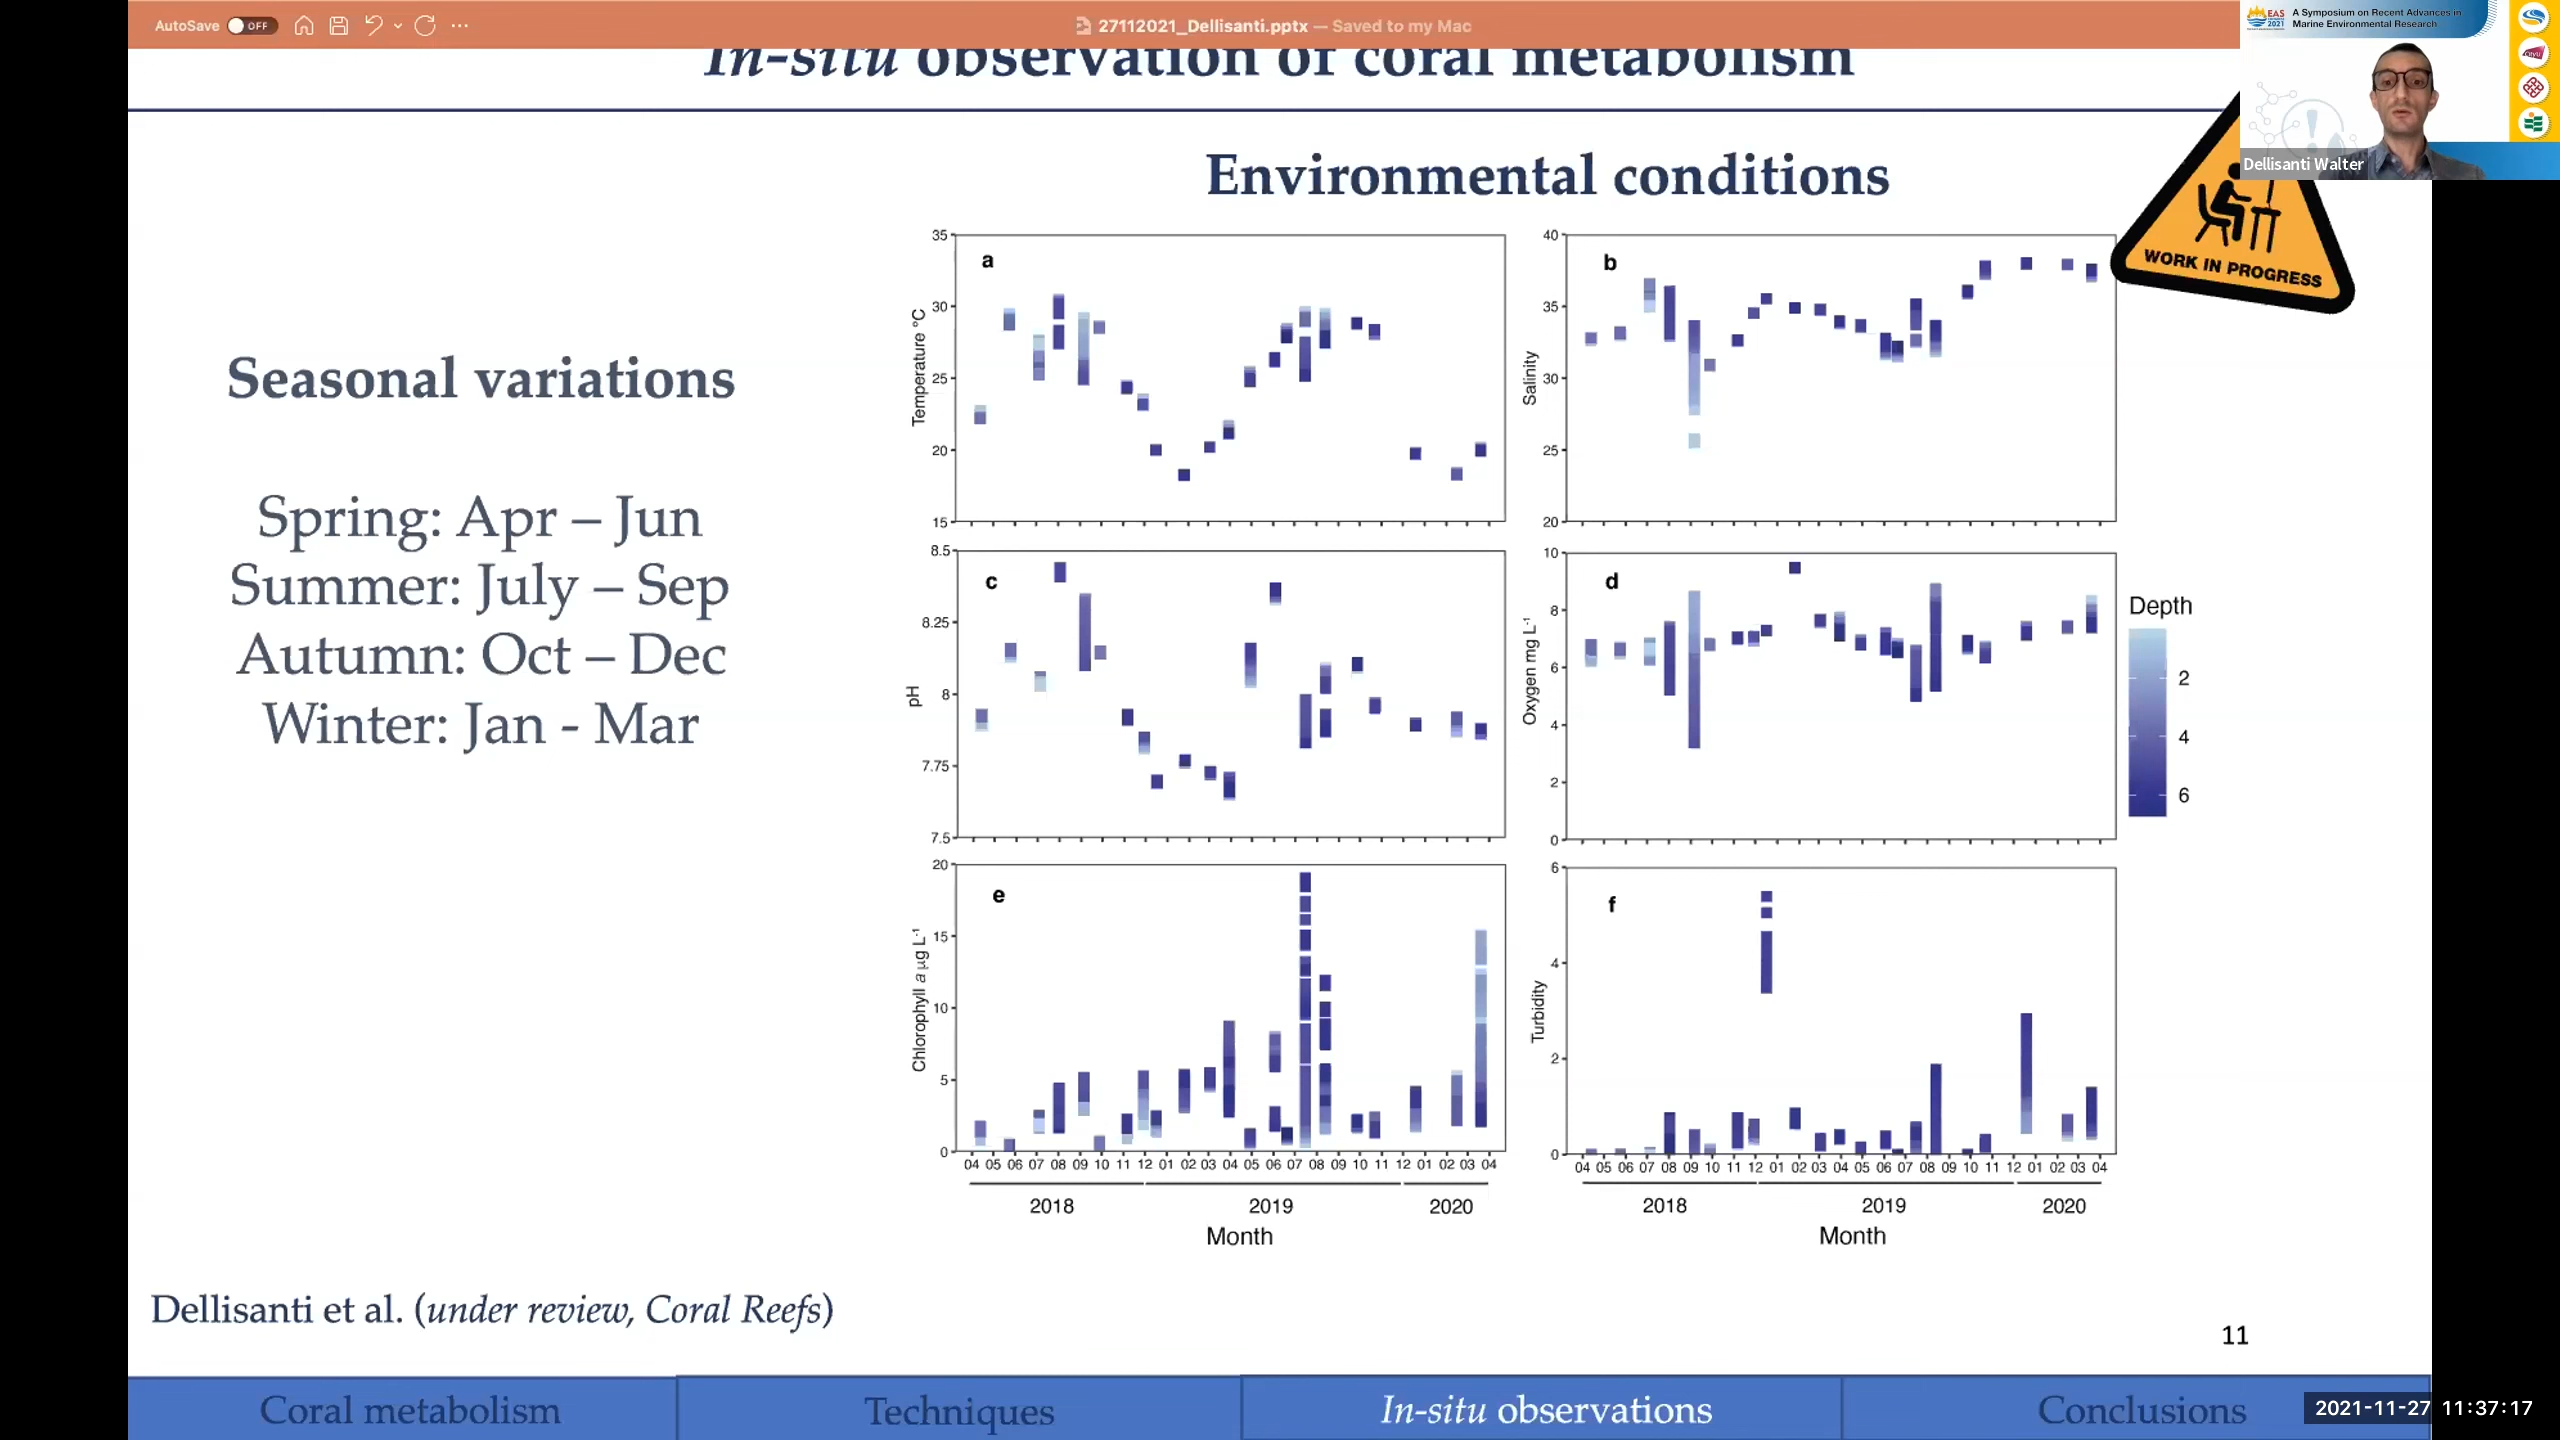 AutoSave OFF
27112021_Dellisanti.pptx — Saved to my Mac
EAS 2021
A Symposium on Recent Advances in
Marine Environmental Research
Dellisanti Walter
In-situ observation of coral metabolism
Environmental conditions
WORK IN PROGRESS
Seasonal variations
Spring: Apr – Jun
Summer: July – Sep
Autumn: Oct – Dec
Winter: Jan - Mar
a
Temperature °C
35
30
25
20
15
b
Salinity
40
35
30
25
20
c
pH
8.5
8.25
8
7.75
7.5
d
Oxygen mg L-1
10
8
6
4
2
0
Depth
2
4
6
e
Chlorophyll a µg L-1
20
15
10
5
0
04 05 06 07 08 09 10 11 12 01 02 03 04 05 06 07 08 09 10 11 12 01 02 03 04
2018 2019 2020
Month
f
Turbidity
6
4
2
0
04 05 06 07 08 09 10 11 12 01 02 03 04 05 06 07 08 09 10 11 12 01 02 03 04
2018 2019 2020
Month
Dellisanti et al. (under review, Coral Reefs)
11
Coral metabolism Techniques In-situ observations Conclusions
2021-11-27 11:37:17